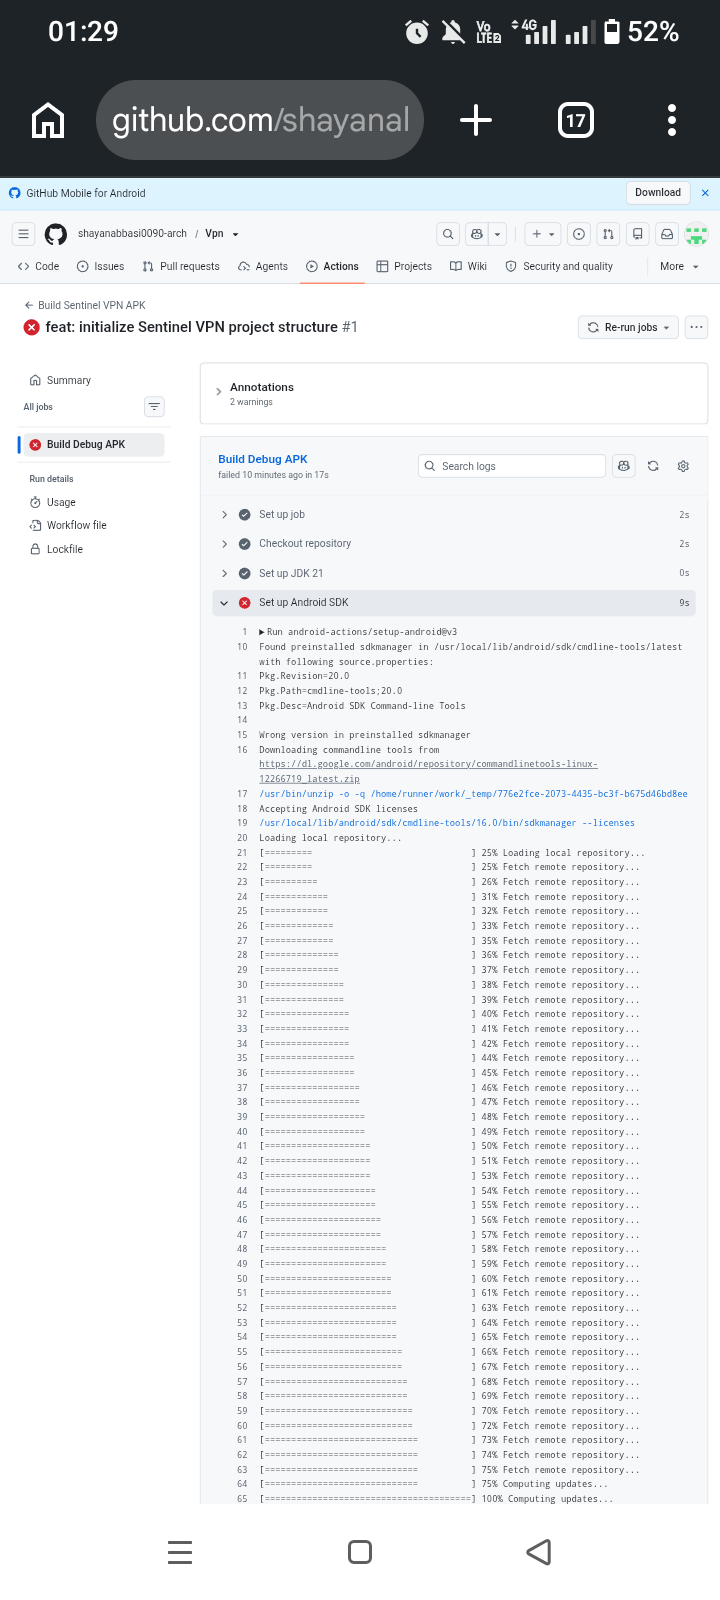 01:29
Vo
LTE2
4G
52%
github.com/shayanal
17
GitHub Mobile for Android
Download
shayanabbasi0090-arch / Vpn
Code
Issues
Pull requests
Agents
Actions
Projects
Wiki
Security and quality
More
Build Sentinel VPN APK
feat: initialize Sentinel VPN project structure #1
Re-run jobs
Summary
All jobs
Build Debug APK
Run details
Usage
Workflow file
Lockfile
Annotations
2 warnings
Build Debug APK
failed 10 minutes ago in 17s
Search logs
Set up job 2s
Checkout repository 2s
Set up JDK 21 0s
Set up Android SDK 9s
1 Run android-actions/setup-android@v3
10 Found preinstalled sdkmanager in /usr/local/lib/android/sdk/cmdline-tools/latest
with following source.properties:
11 Pkg.Revision=20.0
12 Pkg.Path=cmdline-tools;20.0
13 Pkg.Desc=Android SDK Command-line Tools
14
15 Wrong version in preinstalled sdkmanager
16 Downloading commandline tools from
https://dl.google.com/android/repository/commandlinetools-linux-
12266719_latest.zip
17 /usr/bin/unzip -o -q /home/runner/work/_temp/776e2fce-2073-4435-bc3f-b675d46bd8ee
18 Accepting Android SDK licenses
19 /usr/local/lib/android/sdk/cmdline-tools/16.0/bin/sdkmanager --licenses
20 Loading local repository...
21 [========= ] 25% Loading local repository...
22 [========= ] 25% Fetch remote repository...
23 [========== ] 26% Fetch remote repository...
24 [============ ] 31% Fetch remote repository...
25 [============ ] 32% Fetch remote repository...
26 [============= ] 33% Fetch remote repository...
27 [============= ] 35% Fetch remote repository...
28 [============== ] 36% Fetch remote repository...
29 [============== ] 37% Fetch remote repository...
30 [=============== ] 38% Fetch remote repository...
31 [=============== ] 39% Fetch remote repository...
32 [================ ] 40% Fetch remote repository...
33 [================ ] 41% Fetch remote repository...
34 [================ ] 42% Fetch remote repository...
35 [================= ] 44% Fetch remote repository...
36 [================= ] 45% Fetch remote repository...
37 [================== ] 46% Fetch remote repository...
38 [================== ] 47% Fetch remote repository...
39 [=================== ] 48% Fetch remote repository...
40 [=================== ] 49% Fetch remote repository...
41 [==================== ] 50% Fetch remote repository...
42 [==================== ] 51% Fetch remote repository...
43 [==================== ] 53% Fetch remote repository...
44 [===================== ] 54% Fetch remote repository...
45 [===================== ] 55% Fetch remote repository...
46 [====================== ] 56% Fetch remote repository...
47 [====================== ] 57% Fetch remote repository...
48 [======================= ] 58% Fetch remote repository...
49 [======================= ] 59% Fetch remote repository...
50 [======================== ] 60% Fetch remote repository...
51 [======================== ] 61% Fetch remote repository...
52 [========================= ] 63% Fetch remote repository...
53 [========================= ] 64% Fetch remote repository...
54 [========================= ] 65% Fetch remote repository...
55 [========================== ] 66% Fetch remote repository...
56 [========================== ] 67% Fetch remote repository...
57 [=========================== ] 68% Fetch remote repository...
58 [=========================== ] 69% Fetch remote repository...
59 [============================ ] 70% Fetch remote repository...
60 [============================ ] 72% Fetch remote repository...
61 [============================= ] 73% Fetch remote repository...
62 [============================= ] 74% Fetch remote repository...
63 [============================= ] 75% Fetch remote repository...
64 [============================= ] 75% Computing updates...
65 [=======================================] 100% Computing updates...